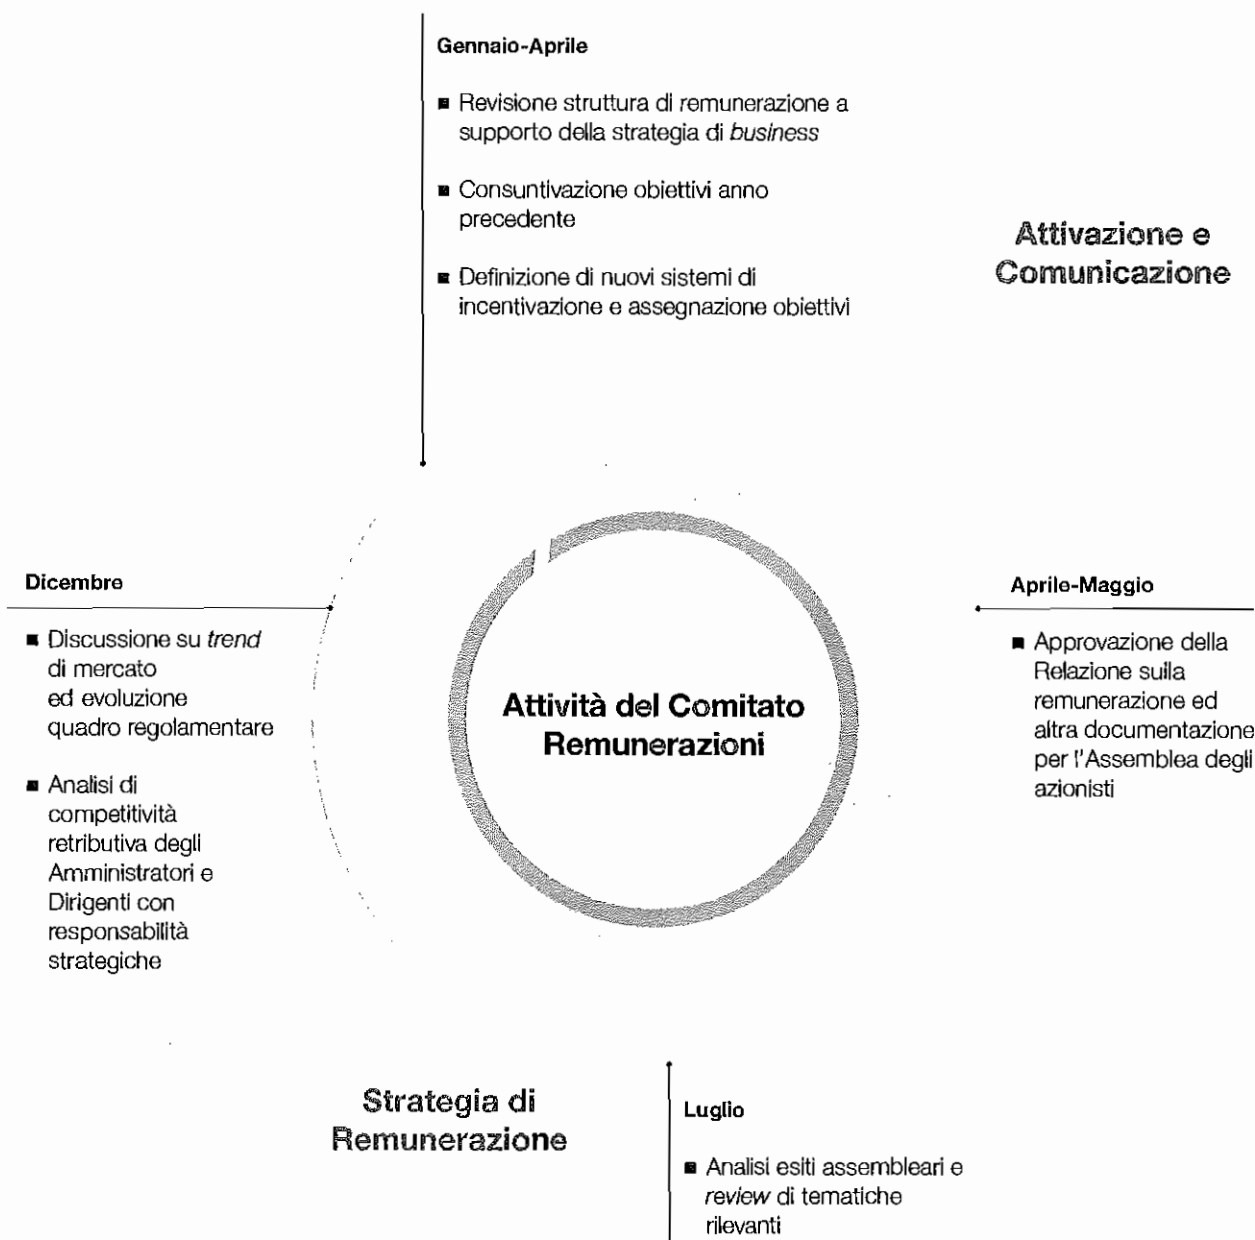 Gennaio-Aprile
■ Revisione struttura di remunerazione a
supporto della strategia di business
■ Consuntivazione obiettivi anno
precedente
■ Definizione di nuovi sistemi di
incentivazione e assegnazione obiettivi
Attivazione e
Comunicazione
Dicembre
■ Discussione su trend
di mercato
ed evoluzione
quadro regolamentare
■ Analisi di
competitività
retributiva degli
Amministratori e
Dirigenti con
responsabilità
strategiche
Attività del Comitato
Remunerazioni
Aprile-Maggio
■ Approvazione della
Relazione sulla
remunerazione ed
altra documentazione
per l'Assemblea degli
azionisti
Strategia di
Remunerazione
Luglio
■ Analisi esiti assembleari e
review di tematiche
rilevanti